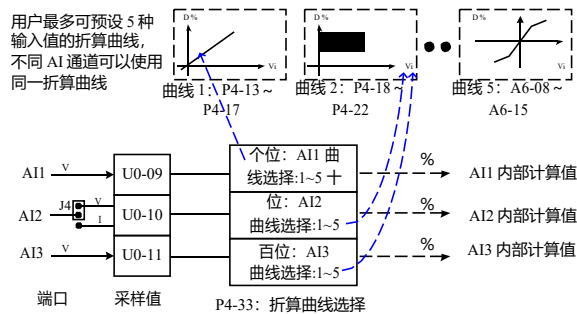 用户最多可预设 5 种
输入值的折算曲线，
不同 AI 通道可以使用
同一折算曲线
D%
Vi
曲线 1：P4-13～
P4-17
D%
Vi
曲线 2：P4-18～
P4-22
曲线 5：A6-08～
A6-15
AI1
V
U0-09
个位：AI1 曲
线选择:1~5 十
%
AI1 内部计算值
J4
V
AI2
I
U0-10
位：AI2
曲线选择:1~5
%
AI2 内部计算值
AI3
V
U0-11
百位：AI3
曲线选择:1~5
%
AI3 内部计算值
端口
采样值
P4-33：折算曲线选择